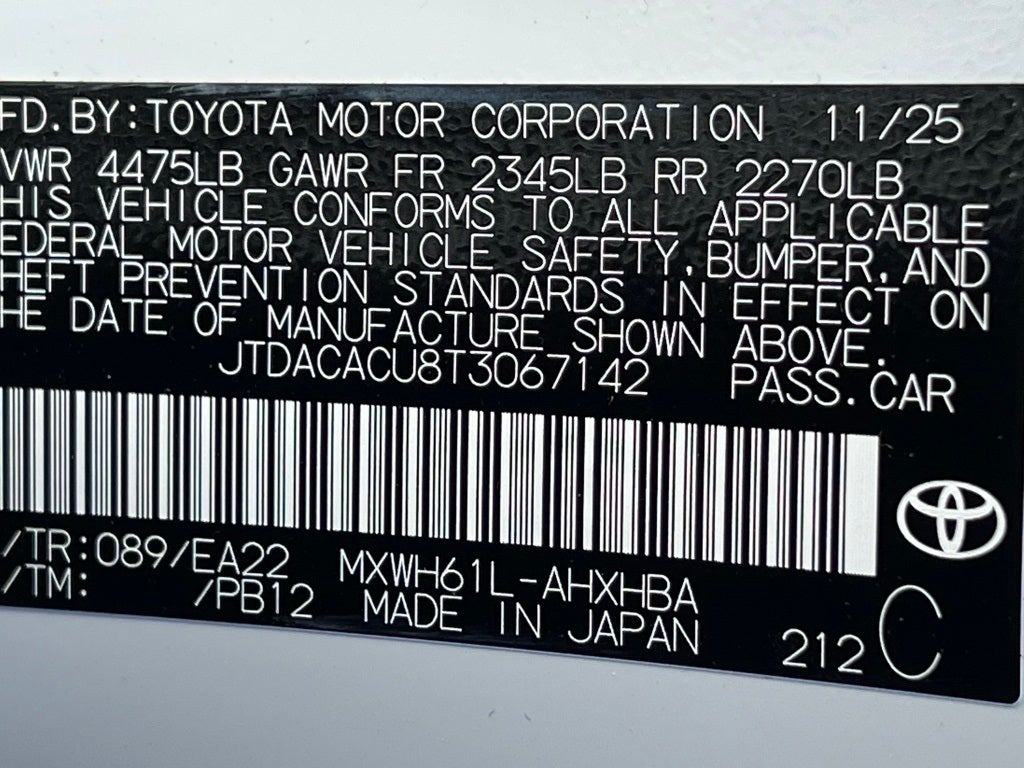 FD. BY: TOYOTA MOTOR CORPORATION 11/25
VWR 4475LB GAWR FR 2345LB RR 2270LB
HIS VEHICLE CONFORMS TO ALL APPLICABLE
EDERAL MOTOR VEHICLE SAFETY, BUMPER, AND
HEFT PREVENTION STANDARDS IN EFFECT ON
HE DATE OF MANUFACTURE SHOWN ABOVE.
JTDACACU8T3067142 PASS. CAR
/TR: 089/EA22 MXWH61L-AHXHBA
/TM: /PB12 MADE IN JAPAN 212 C